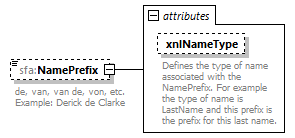 attributes
xnlNameType
Defines the type of name
associated with the
NamePrefix. For example
the type of name is
LastName and this prefix is
the prefix for this last name.
sfa:NamePrefix
de, van, van de, von, etc.
Example: Derick de Clarke